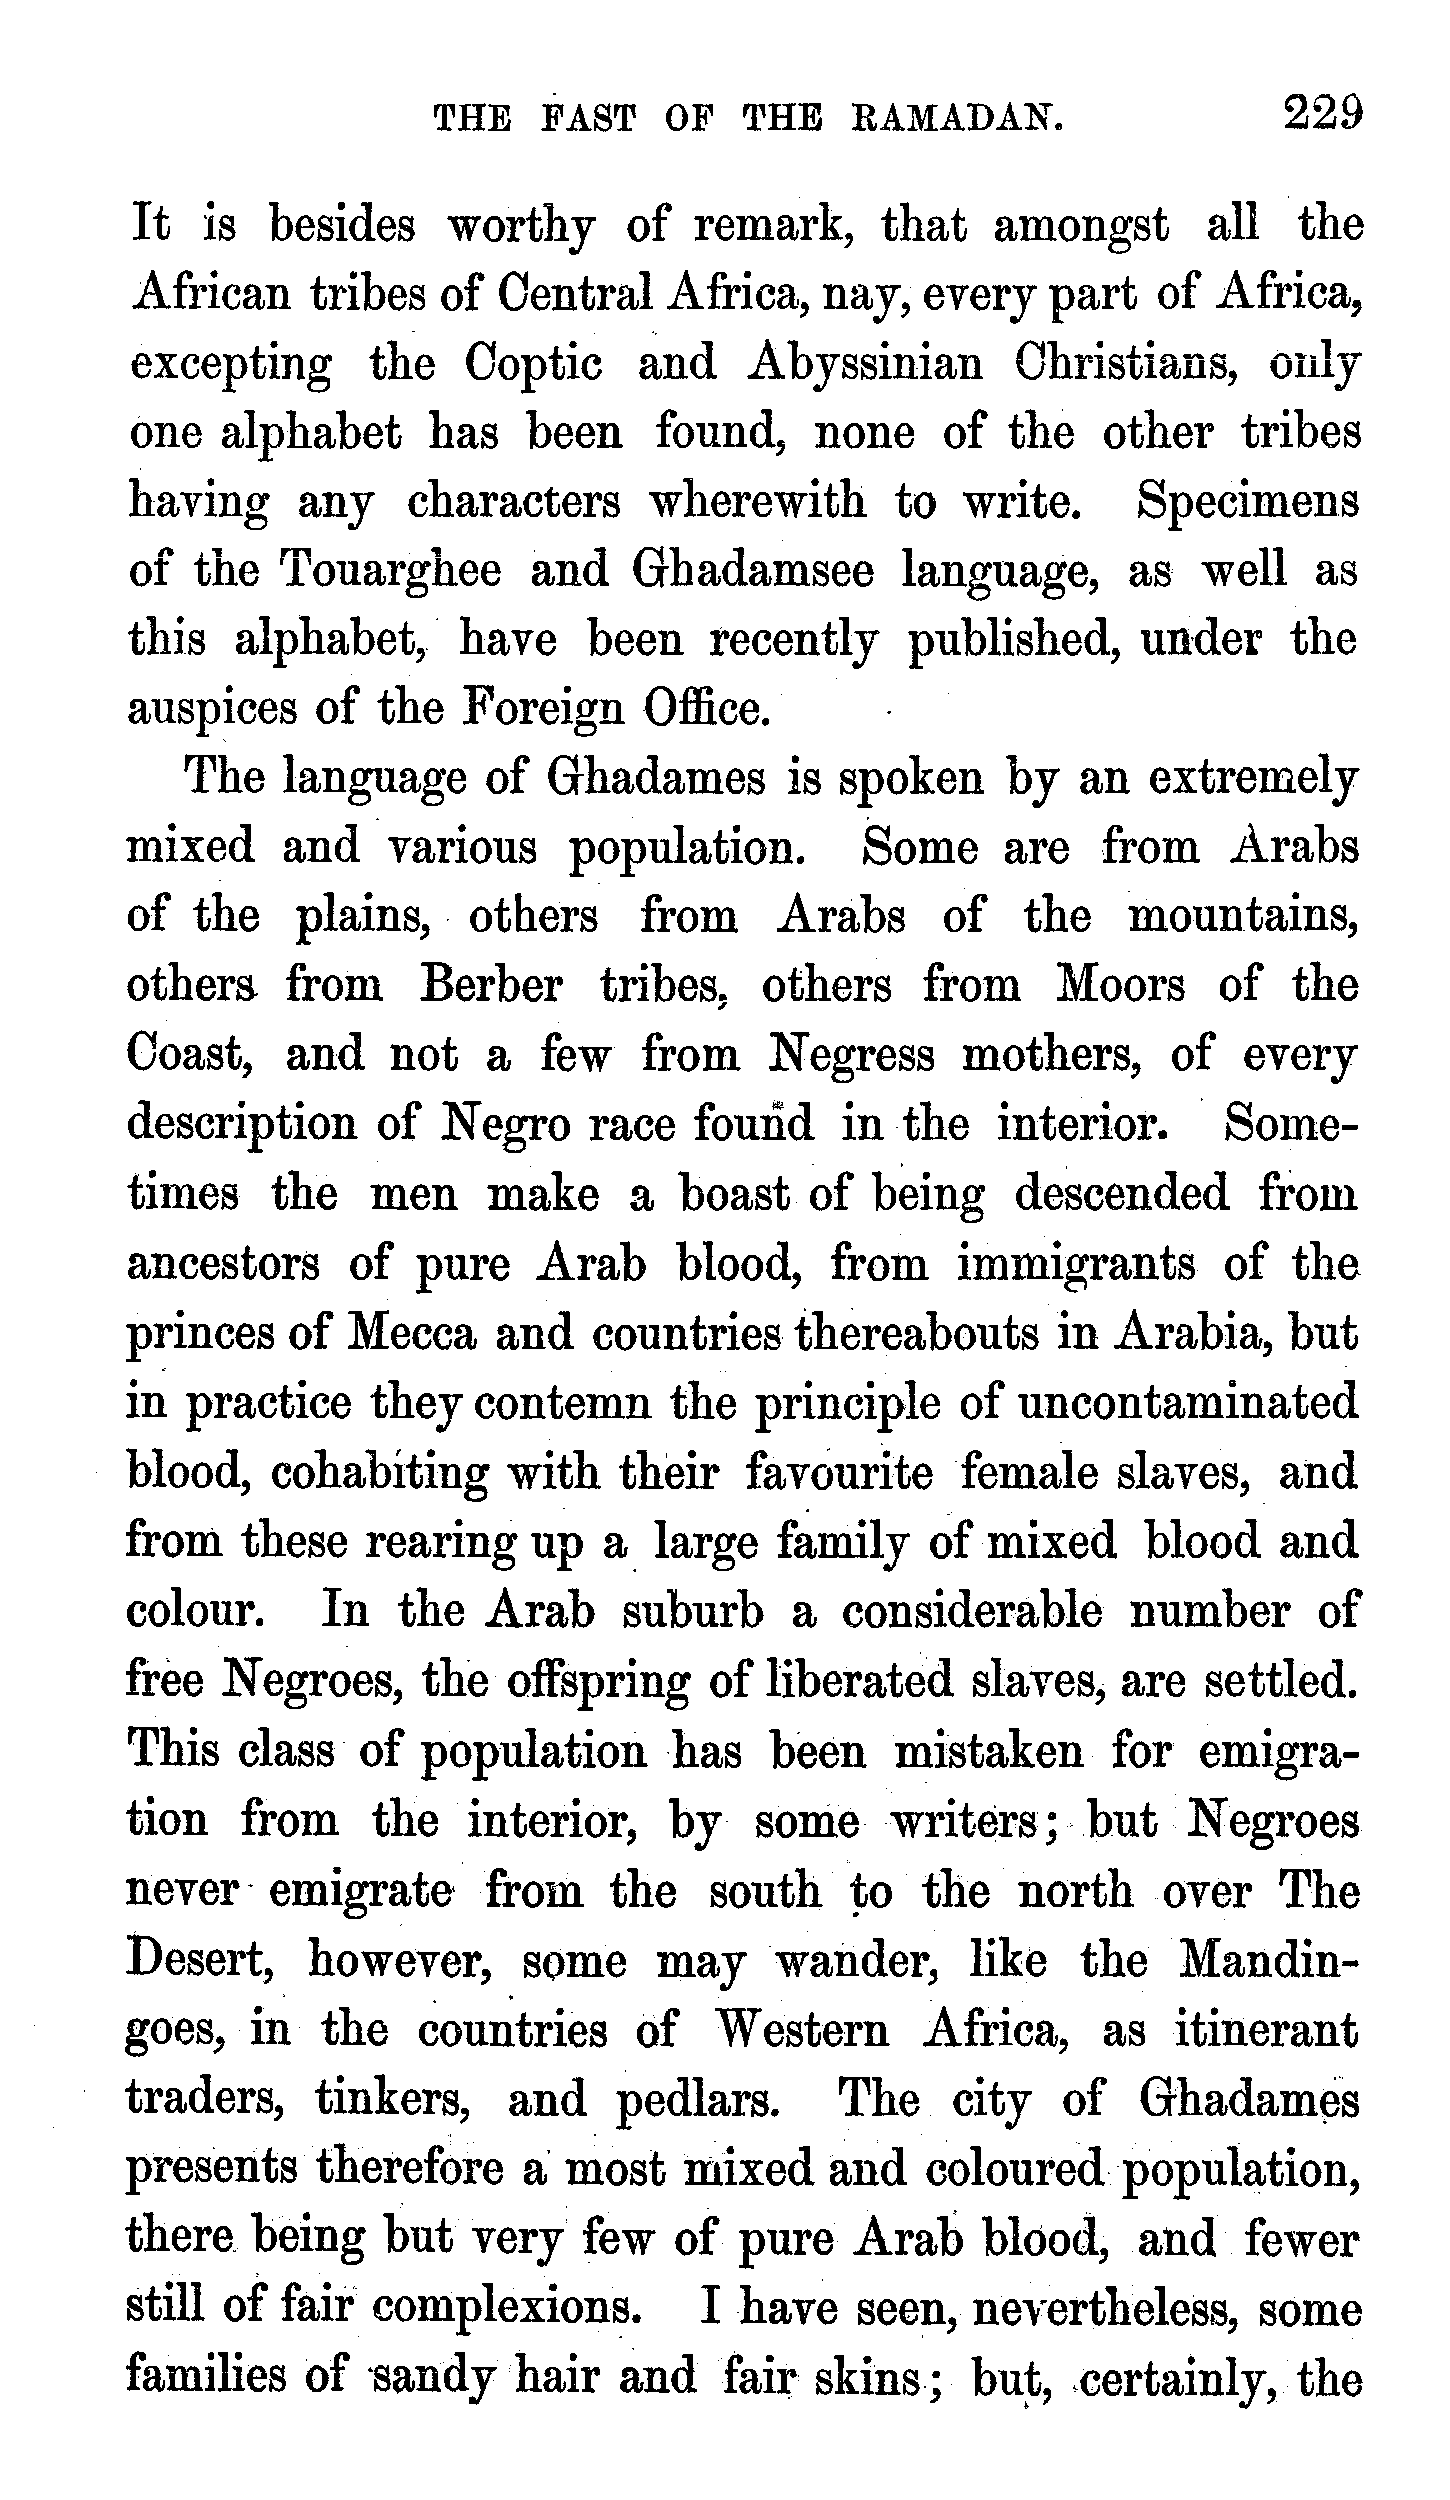 THE FAST OF THE RAMADAN. 229
It is besides worthy of remark, that amongst all the
African tribes of Central Africa, nay, every part of Africa,
excepting the Coptic and Abyssinian Christians, only
one alphabet has been found, none of the other tribes
having any characters wherewith to write. Specimens
of the Touarghee and Ghadamsee language, as well as
this alphabet, have been recently published, under the
auspices of the Foreign Office.
The language of Ghadames is spoken by an extremely
mixed and various population. Some are from Arabs
of the plains, others from Arabs of the mountains,
others from Berber tribes, others from Moors of the
Coast, and not a few from Negress mothers, of every
description of Negro race found in the interior. Some-
times the men make a boast of being descended from
ancestors of pure Arab blood, from immigrants of the
princes of Mecca and countries thereabouts in Arabia, but
in practice they contemn the principle of uncontaminated
blood, cohabiting with their favourite female slaves, and
from these rearing up a large family of mixed blood and
colour. In the Arab suburb a considerable number of
free Negroes, the offspring of liberated slaves, are settled.
This class of population has been mistaken for emigra-
tion from the interior, by some writers; but Negroes
never emigrate from the south to the north over The
Desert, however, some may wander, like the Mandin-
goes, in the countries of Western Africa, as itinerant
traders, tinkers, and pedlars. The city of Ghadames
presents therefore a most mixed and coloured population,
there being but very few of pure Arab blood, and fewer
still of fair complexions. I have seen, nevertheless, some
families of sandy hair and fair skins; but, certainly, the